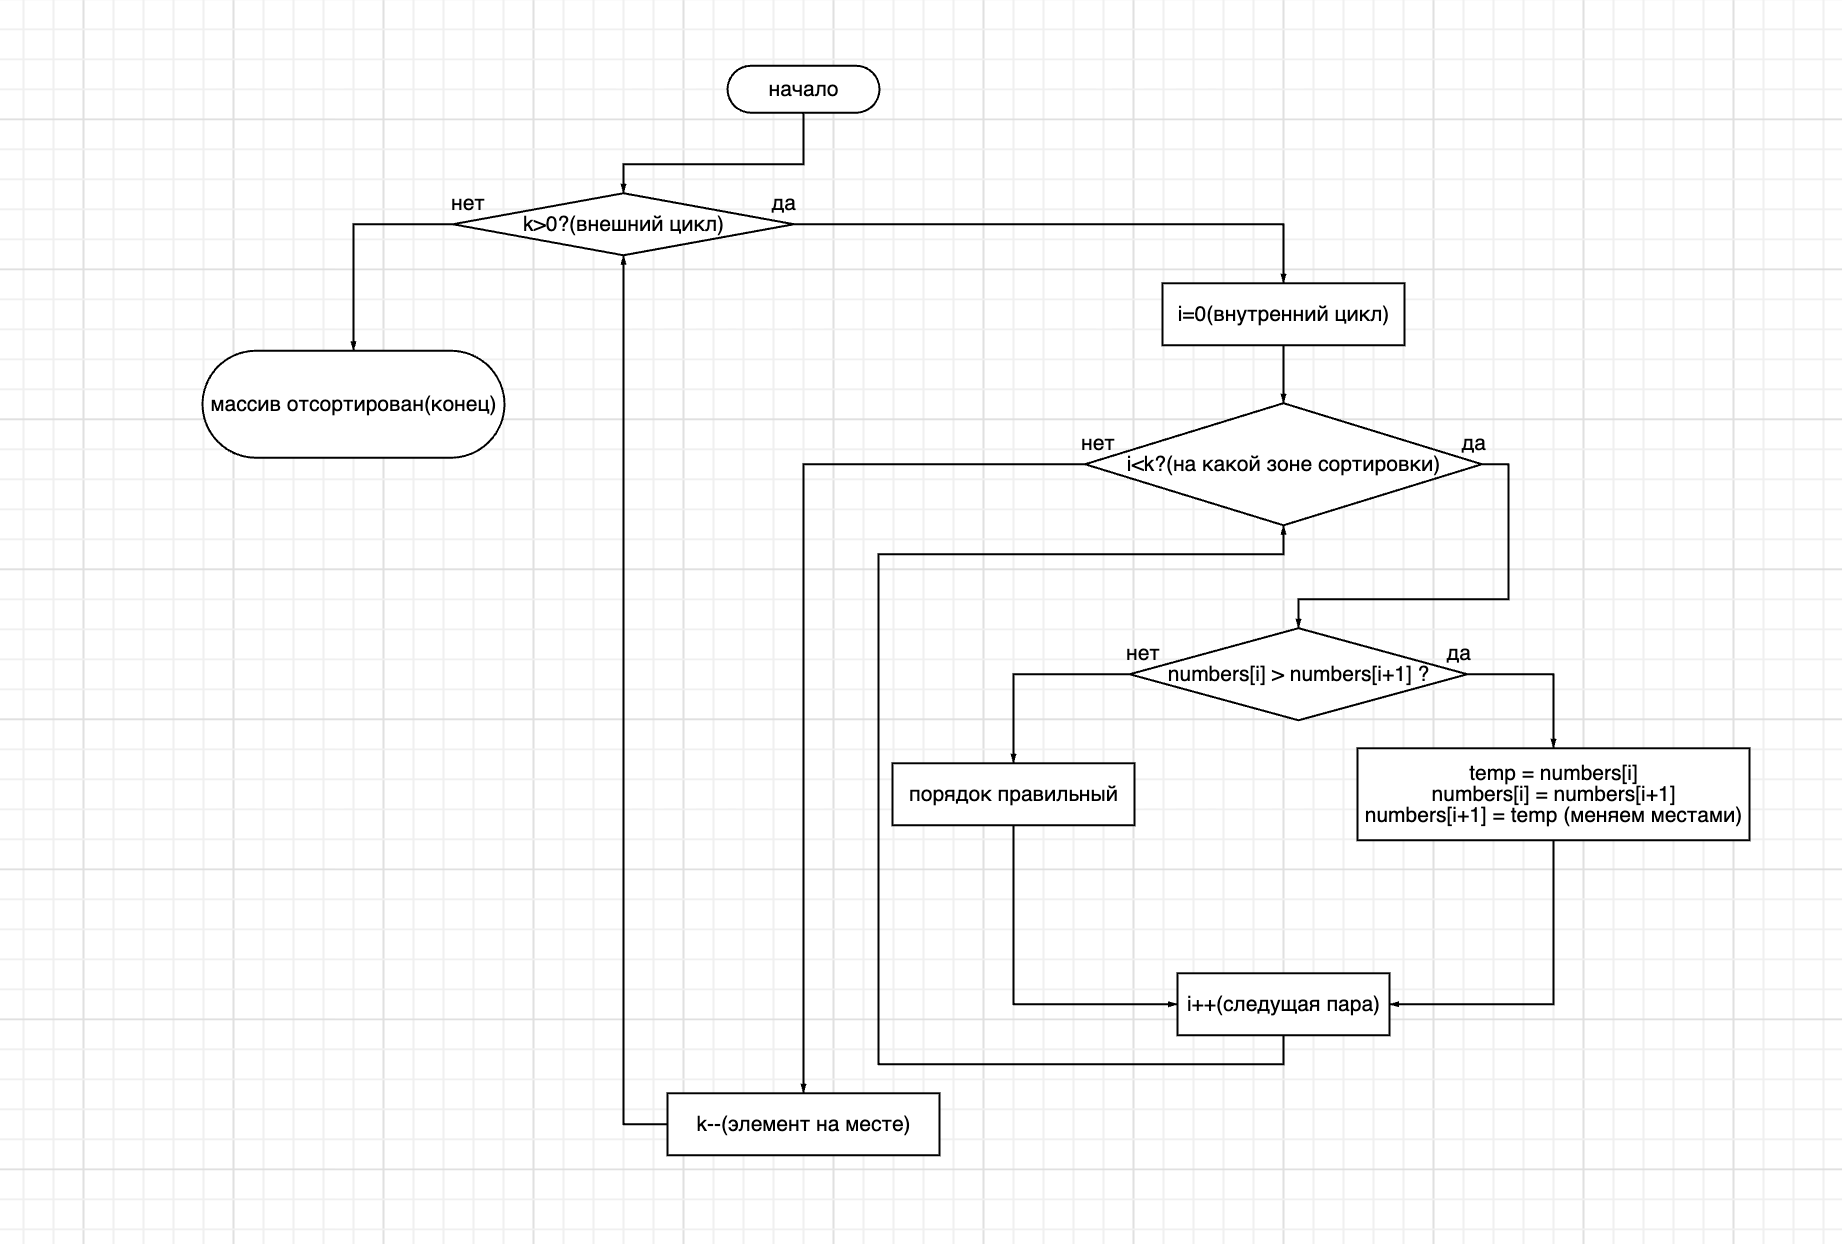 начало
нет
да
k>0?(внешний цикл)
i=0(внутренний цикл)
массив отсортирован(конец)
нет
да
i<k?(на какой зоне сортировки)
нет
да
numbers[i] > numbers[i+1] ?
порядок правильный
temp = numbers[i]
numbers[i] = numbers[i+1]
numbers[i+1] = temp (меняем местами)
i++(следущая пара)
k--(элемент на месте)